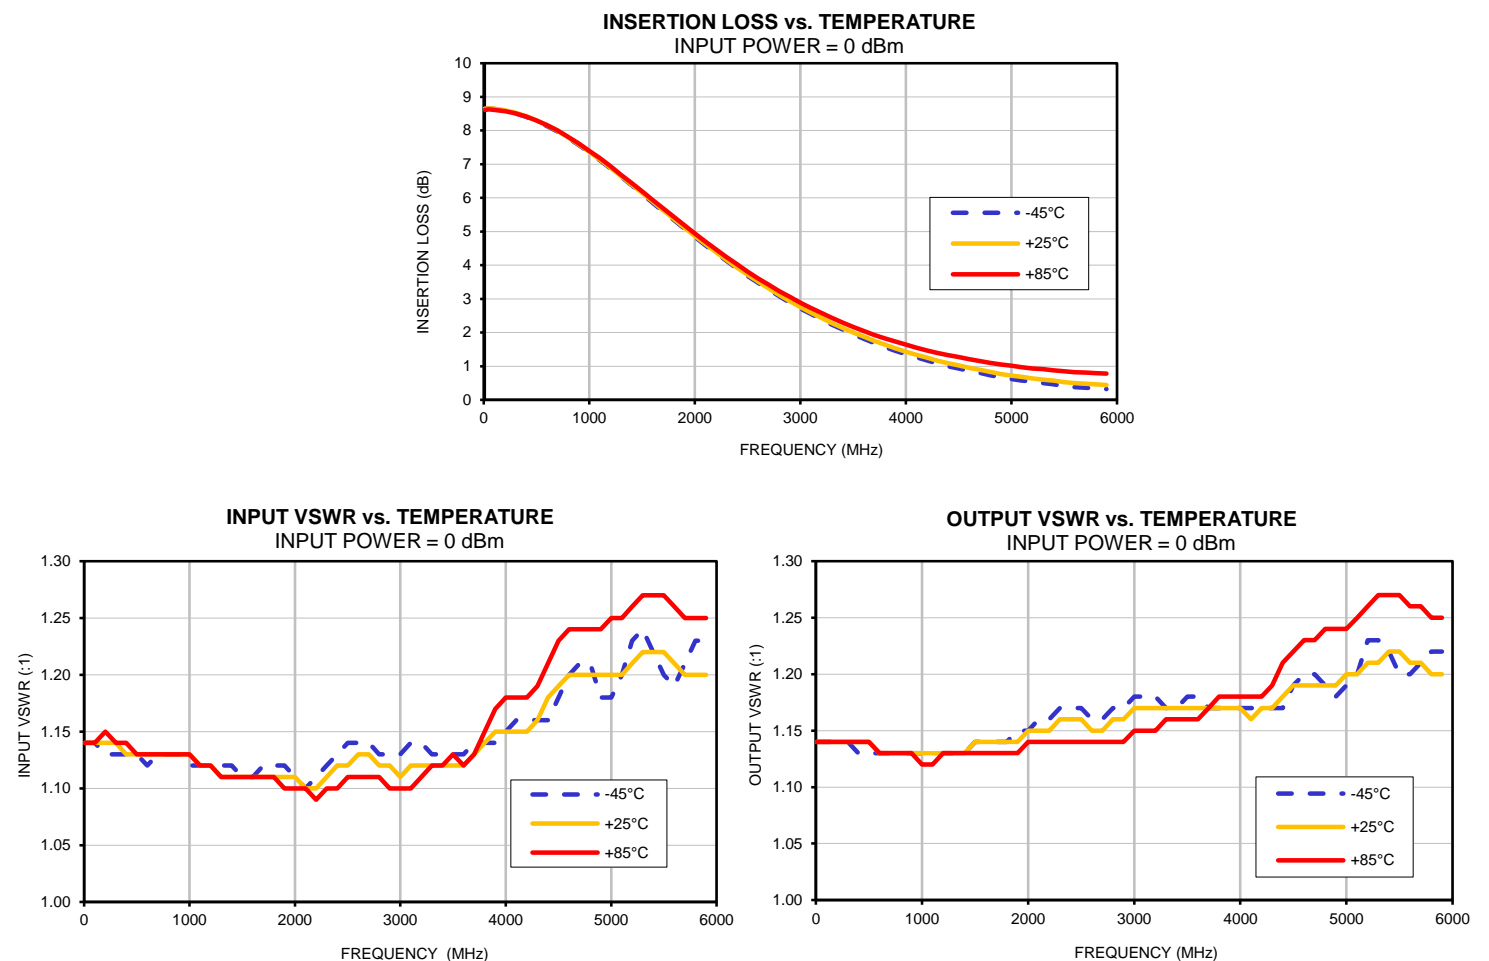 INSERTION LOSS vs. TEMPERATURE
INPUT POWER = 0 dBm
10
9
8
7
6
5
4
3
2
1
0
INSERTION LOSS (dB)
-45°C
+25°C
+85°C
0 1000 2000 3000 4000 5000 6000
FREQUENCY (MHz)
INPUT VSWR vs. TEMPERATURE
INPUT POWER = 0 dBm
1.30
1.25
1.20
1.15
1.10
1.05
1.00
INPUT VSWR (:1)
-45°C
+25°C
+85°C
0 1000 2000 3000 4000 5000 6000
FREQUENCY (MHz)
OUTPUT VSWR vs. TEMPERATURE
INPUT POWER = 0 dBm
1.30
1.25
1.20
1.15
1.10
1.05
1.00
OUTPUT VSWR (:1)
-45°C
+25°C
+85°C
0 1000 2000 3000 4000 5000 6000
FREQUENCY (MHz)